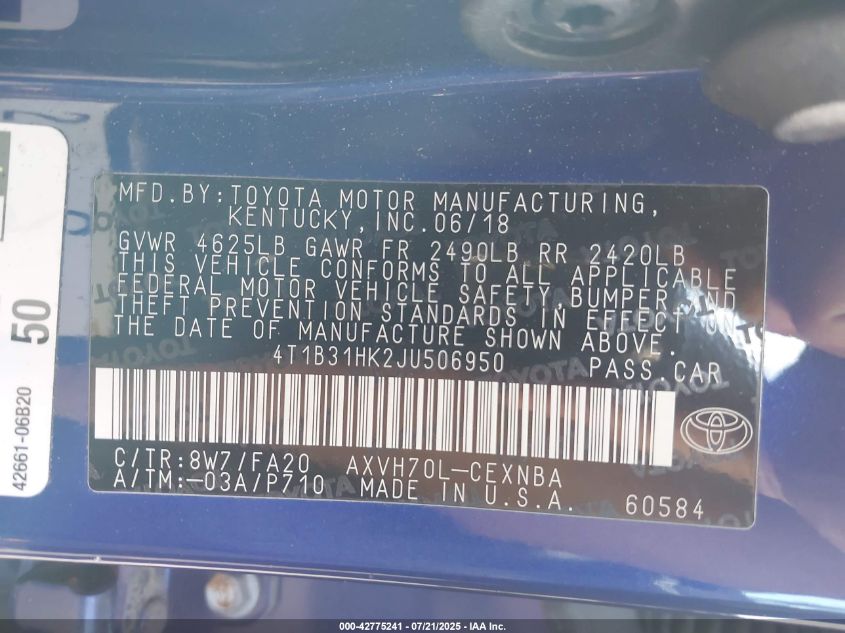 MFD.BY:TOYOTA MOTOR MANUFACTURING,
KENTUCKY,INC.06/18
GVWR 4625LB GAWR FR 2490LB RR 2420LB
THIS VEHICLE CONFORMS TO ALL APPLICABLE
FEDERAL MOTOR VEHICLE SAFETY,BUMPER,AND
THEFT PREVENTION STANDARDS IN EFFECT ON
THE DATE OF MANUFACTURE SHOWN ABOVE.
4T1B31HK2JU506950 PASS CAR
C/TR:8W7/FA20 AXVH70L-CEXNBA
A/TM:-03A/P710 MADE IN U.S.A. 60584
50
42661-06B20
000-42775241 - 07/21/2025 - IAA Inc.